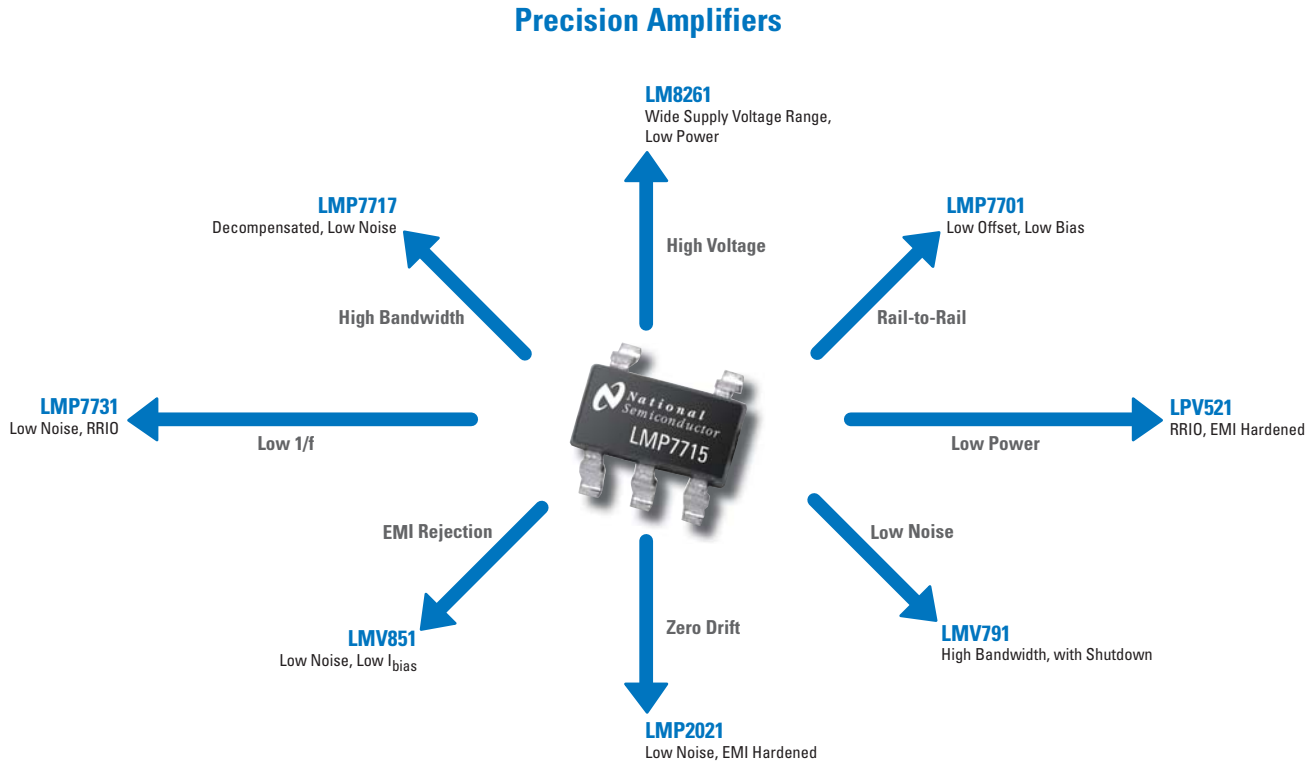 Precision Amplifiers
LM8261
Wide Supply Voltage Range,
Low Power
LMP7717
Decompensated, Low Noise
LMP7701
Low Offset, Low Bias
High Voltage
High Bandwidth
Rail-to-Rail
LMP7731
Low Noise, RRIO
Low 1/f
National
Semiconductor
LMP7715
LPV521
RRIO, EMI Hardened
Low Power
EMI Rejection
Low Noise
LMV851
Low Noise, Low Ibias
Zero Drift
LMV791
High Bandwidth, with Shutdown
LMP2021
Low Noise, EMI Hardened